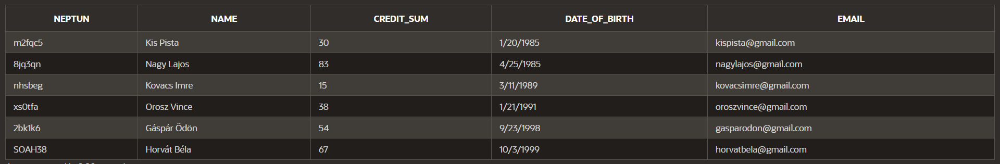 NEPTUN NAME CREDIT_SUM DATE_OF_BIRTH EMAIL
m2fqc5 Kis Pista 30 1/20/1985 kispista@gmail.com
8jq3qn Nagy Lajos 83 4/25/1985 nagylajos@gmail.com
nhsbeg Kovacs Imre 15 3/11/1989 kovacsimre@gmail.com
xs0tfa Orosz Vince 38 1/21/1991 oroszvince@gmail.com
2bk1k6 Gáspár Ödön 54 9/23/1998 gasparodon@gmail.com
SOAH38 Horvát Béla 67 10/3/1999 horvatbela@gmail.com